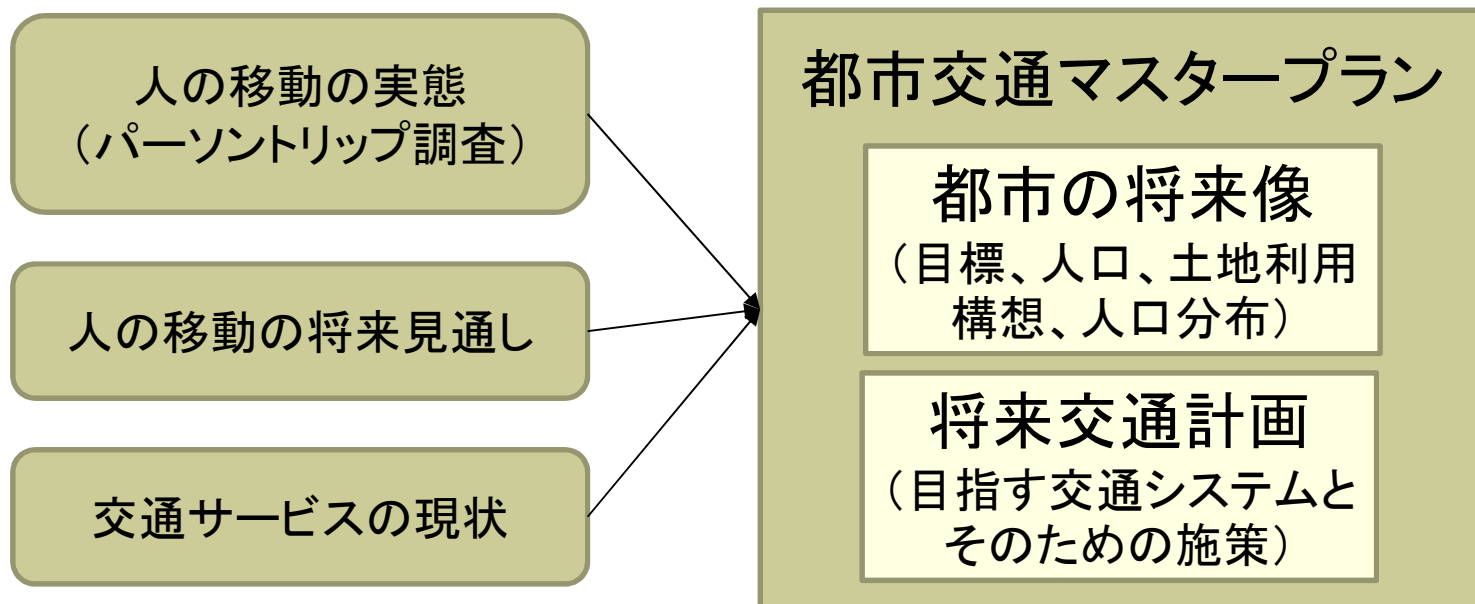 人の移動の実態
（パーソントリップ調査）
人の移動の将来見通し
交通サービスの現状
都市交通マスタープラン
都市の将来像
（目標、人口、土地利用
構想、人口分布）
将来交通計画
（目指す交通システムと
そのための施策）